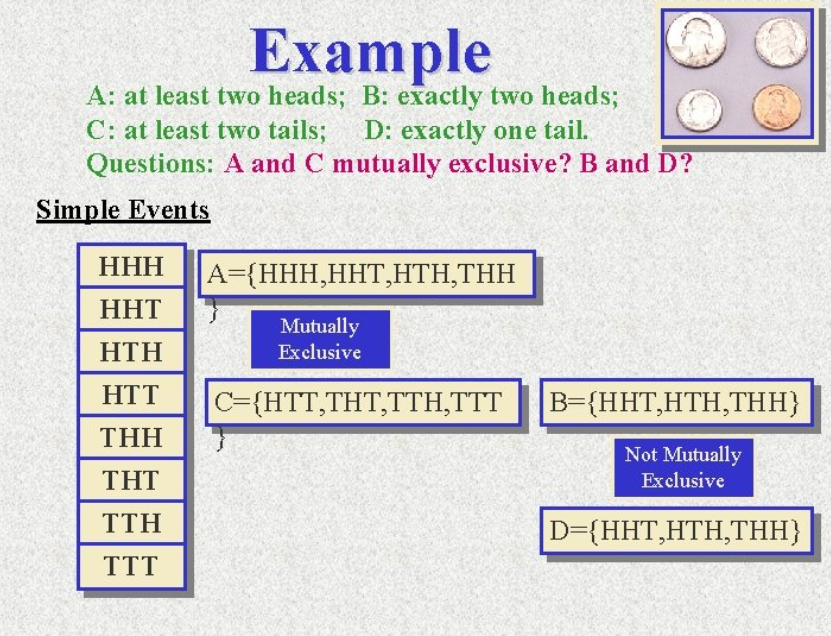 Example
A: at least two heads; B: exactly two heads;
C: at least two tails; D: exactly one tail.
Questions: A and C mutually exclusive? B and D?
Simple Events
HHH
HHT
HTH
HTT
THH
THT
TTH
TTT
A={HHH,HHT,HTH,THH
}
Mutually
Exclusive
C={HTT,THT,TTH,TTT
}
B={HHT,HTH,THH}
Not Mutually
Exclusive
D={HHT,HTH,THH}